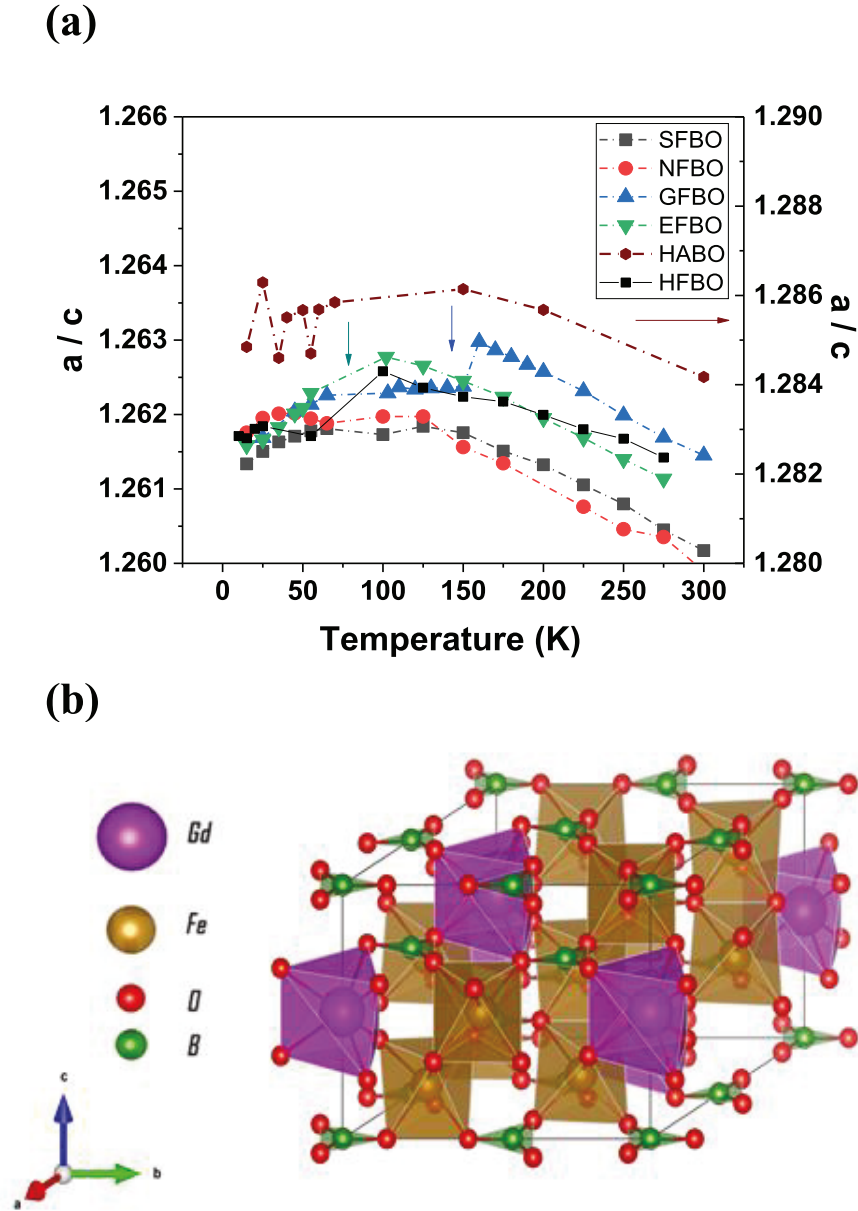 (a)
1.266
1.265
1.264
1.263
1.262
1.261
1.260
a / c
1.290
1.288
1.286
1.284
1.282
1.280
a / c
SFBO
NFBO
GFBO
EFBO
HABO
HFBO
0 50 100 150 200 250 300
Temperature (K)
(b)
Gd
Fe
O
B
c
b
a